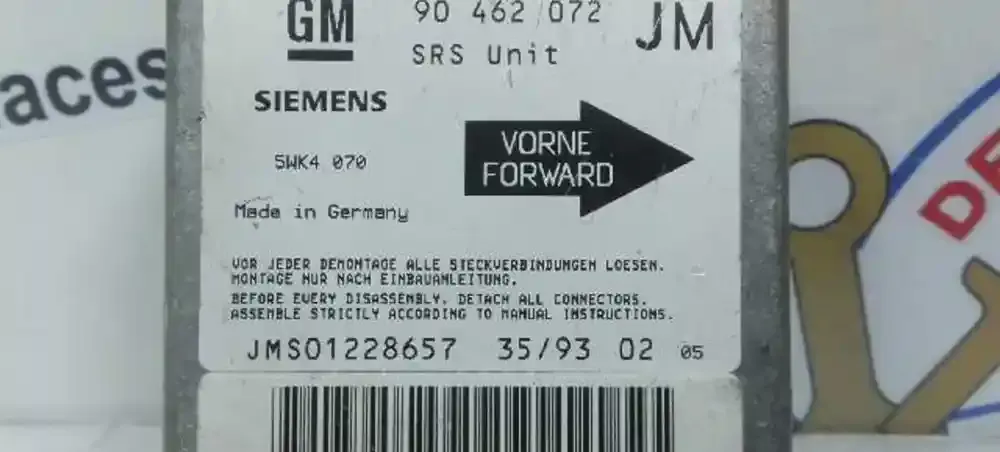 GM
90 462 072
JM
SRS Unit
SIEMENS
5WK4 070
VORNE
FORWARD
Made in Germany
VOR JEDER DEMONTAGE ALLE STECKVERBINDUNGEN LOESEN.
MONTAGE NUR NACH EINBAUANLEITUNG.
BEFORE EVERY DISASSEMBLY, DETACH ALL CONNECTORS.
ASSEMBLE STRICTLY ACCORDING TO MANUAL INSTRUCTIONS.
JMS01228657 35/93 02 05
aces
DE